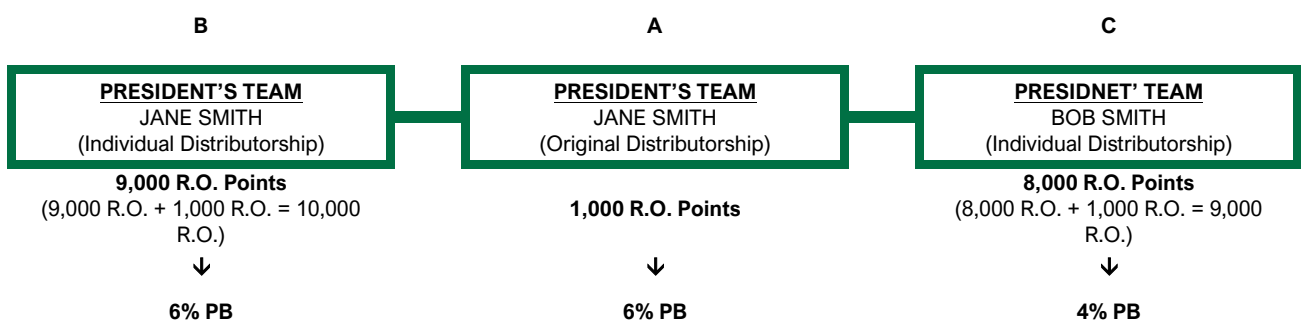 B
A
C
PRESIDENT'S TEAM
JANE SMITH
(Individual Distributorship)
PRESIDENT'S TEAM
JANE SMITH
(Original Distributorship)
PRESIDNET' TEAM
BOB SMITH
(Individual Distributorship)
9,000 R.O. Points
(9,000 R.O. + 1,000 R.O. = 10,000
R.O.)
1,000 R.O. Points
8,000 R.O. Points
(8,000 R.O. + 1,000 R.O. = 9,000
R.O.)
6% PB
6% PB
4% PB